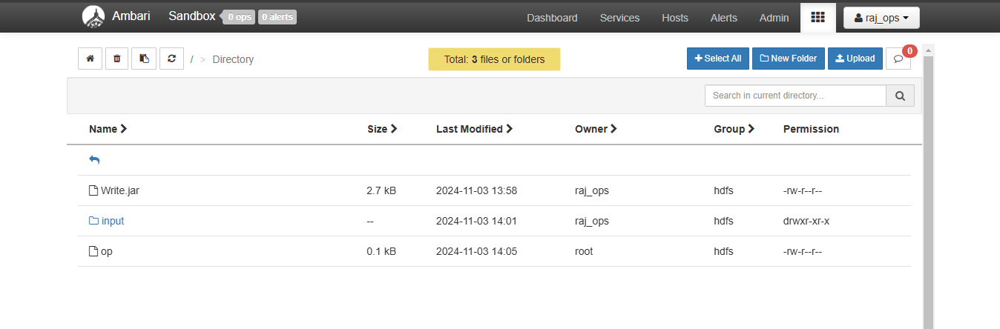 Ambari Sandbox 0 ops 0 alerts Dashboard Services Hosts Alerts Admin raj_ops
/ > Directory Total: 3 files or folders Select All New Folder Upload 0
Search in current directory...
Name Size Last Modified Owner Group Permission
Write.jar 2.7 kB 2024-11-03 13:58 raj_ops hdfs -rw-r--r--
input -- 2024-11-03 14:01 raj_ops hdfs drwxr-xr-x
op 0.1 kB 2024-11-03 14:05 root hdfs -rw-r--r--